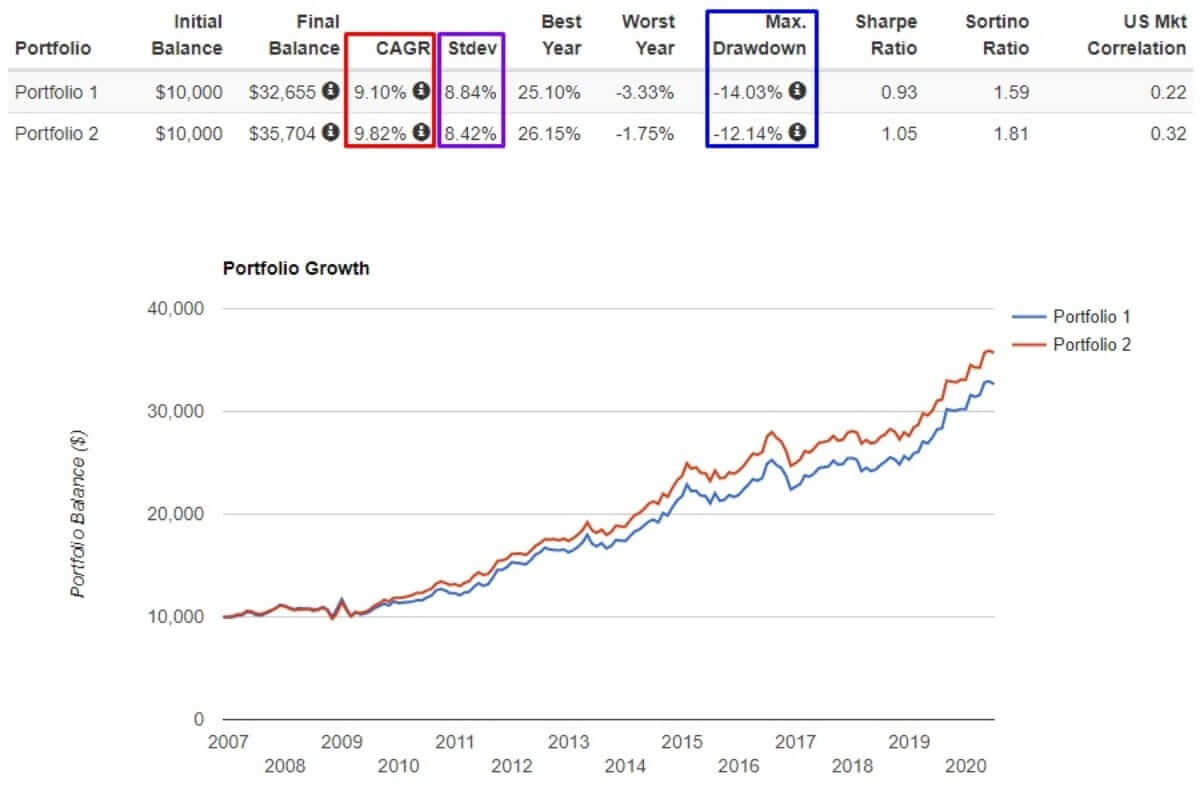 Initial Final Best Worst Max. Sharpe Sortino US Mkt
Portfolio Balance Balance CAGR Stdev Year Year Drawdown Ratio Ratio Correlation
Portfolio 1 $10,000 $32,655 9.10% 8.84% 25.10% -3.33% -14.03% 0.93 1.59 0.22
Portfolio 2 $10,000 $35,704 9.82% 8.42% 26.15% -1.75% -12.14% 1.05 1.81 0.32
Portfolio Growth
40,000
30,000
20,000
10,000
0
Portfolio Balance ($)
Portfolio 1
Portfolio 2
2007 2009 2011 2013 2015 2017 2019
2008 2010 2012 2014 2016 2018 2020